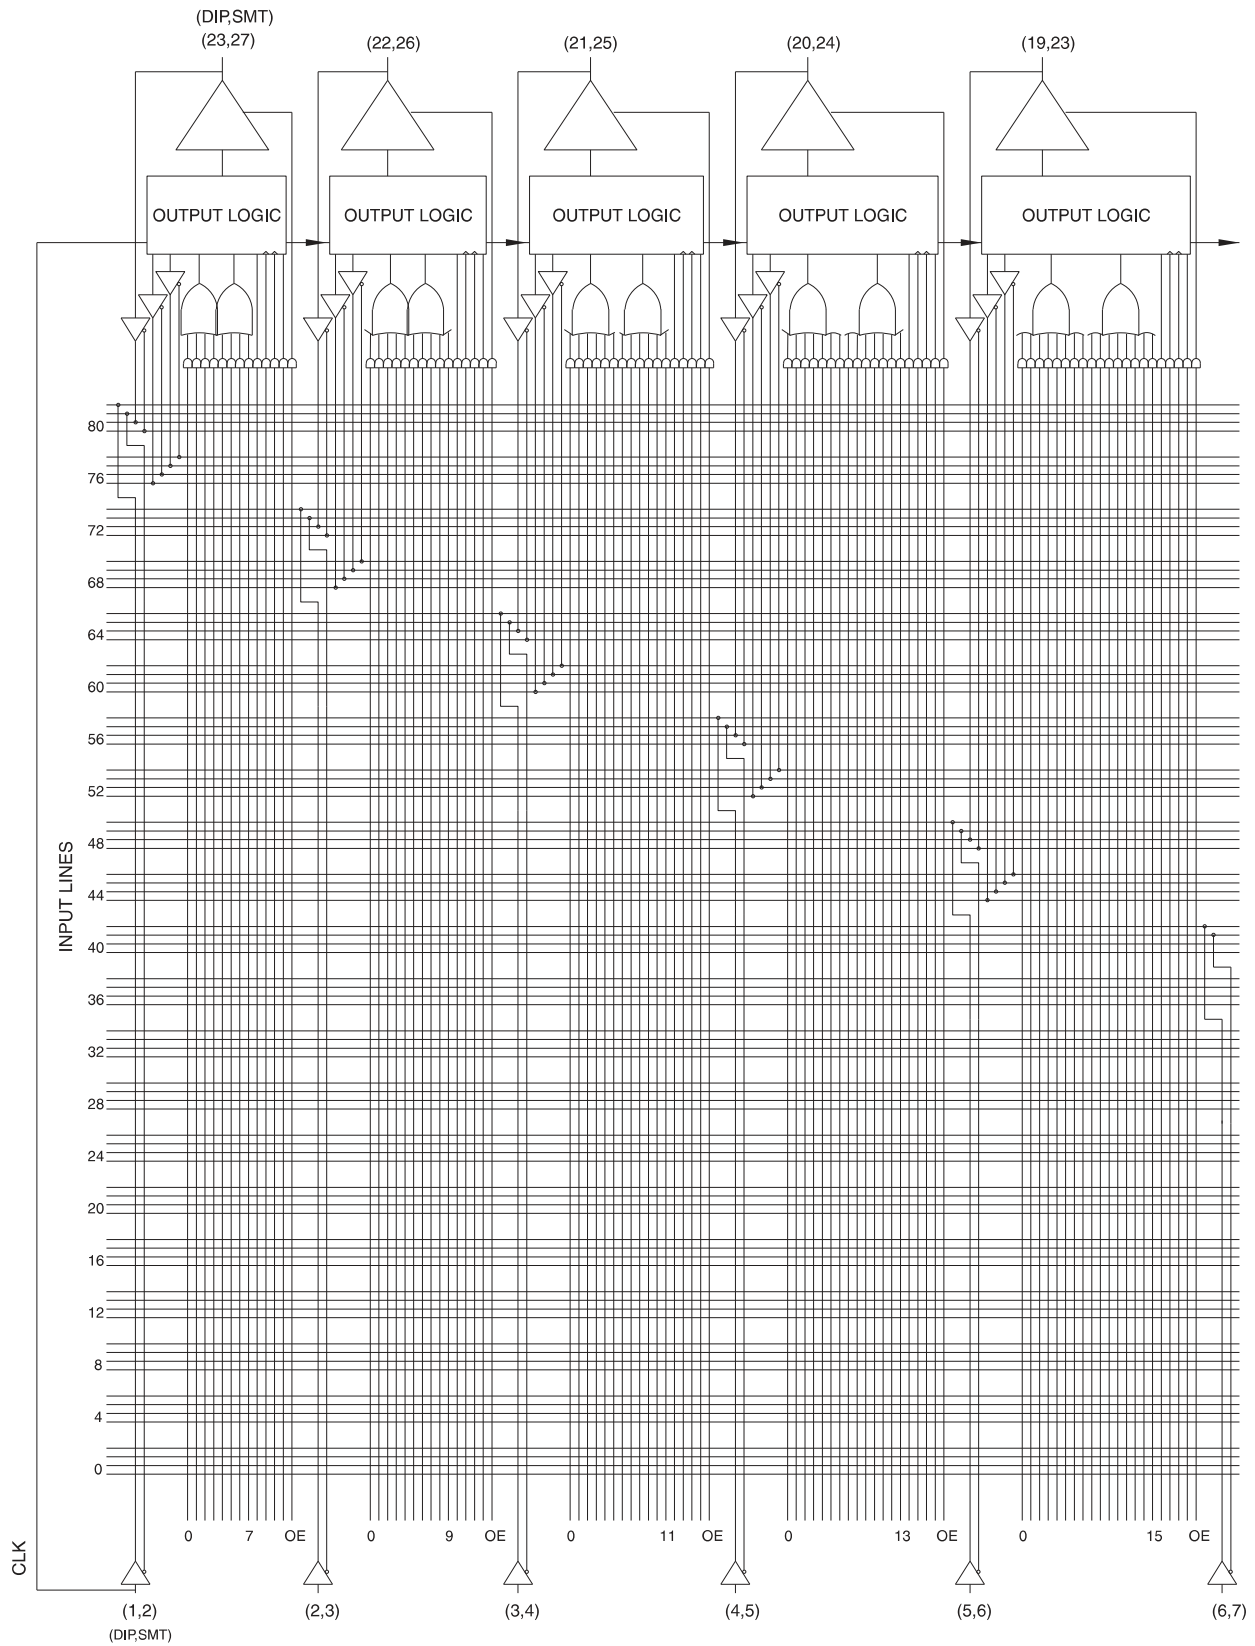 (DIP,SMT)
(23,27) (22,26) (21,25) (20,24) (19,23)
OUTPUT LOGIC OUTPUT LOGIC OUTPUT LOGIC OUTPUT LOGIC OUTPUT LOGIC
80
76
72
68
64
60
56
52
48
44
40
36
32
28
24
20
16
12
8
4
0
INPUT LINES
CLK
0 7 OE 0 9 OE 0 11 OE 0 13 OE 0 15 OE
(1,2) (2,3) (3,4) (4,5) (5,6) (6,7)
(DIP,SMT)